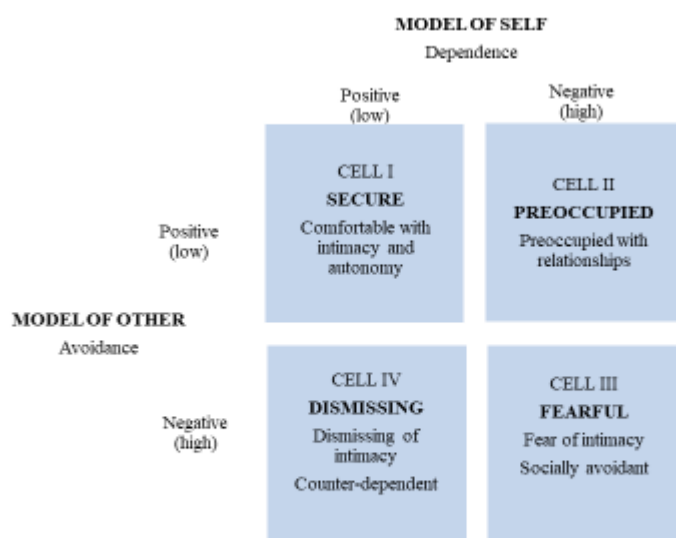 MODEL OF SELF
Dependence
Positive
(low)
Negative
(high)
CELL I
SECURE
Comfortable with
intimacy and
autonomy
CELL II
PREOCCUPIED
Preoccupied with
relationships
Positive
(low)
MODEL OF OTHER
Avoidance
CELL IV
DISMISSING
Dismissing of
intimacy
Counter-dependent
CELL III
FEARFUL
Fear of intimacy
Socially avoidant
Negative
(high)